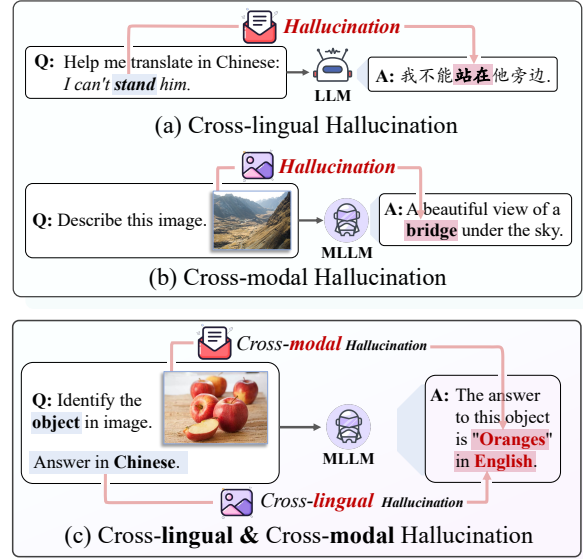 Hallucination
Q: Help me translate in Chinese:
I can't stand him.
LLM
A: 我不能站在他旁边.
(a) Cross-lingual Hallucination
Hallucination
Q: Describe this image.
MLLM
A: A beautiful view of a
bridge under the sky.
(b) Cross-modal Hallucination
Cross-modal Hallucination
Q: Identify the
object in image.
Answer in Chinese.
MLLM
A: The answer
to this object
is "Oranges"
in English.
Cross-lingual Hallucination
(c) Cross-lingual & Cross-modal Hallucination